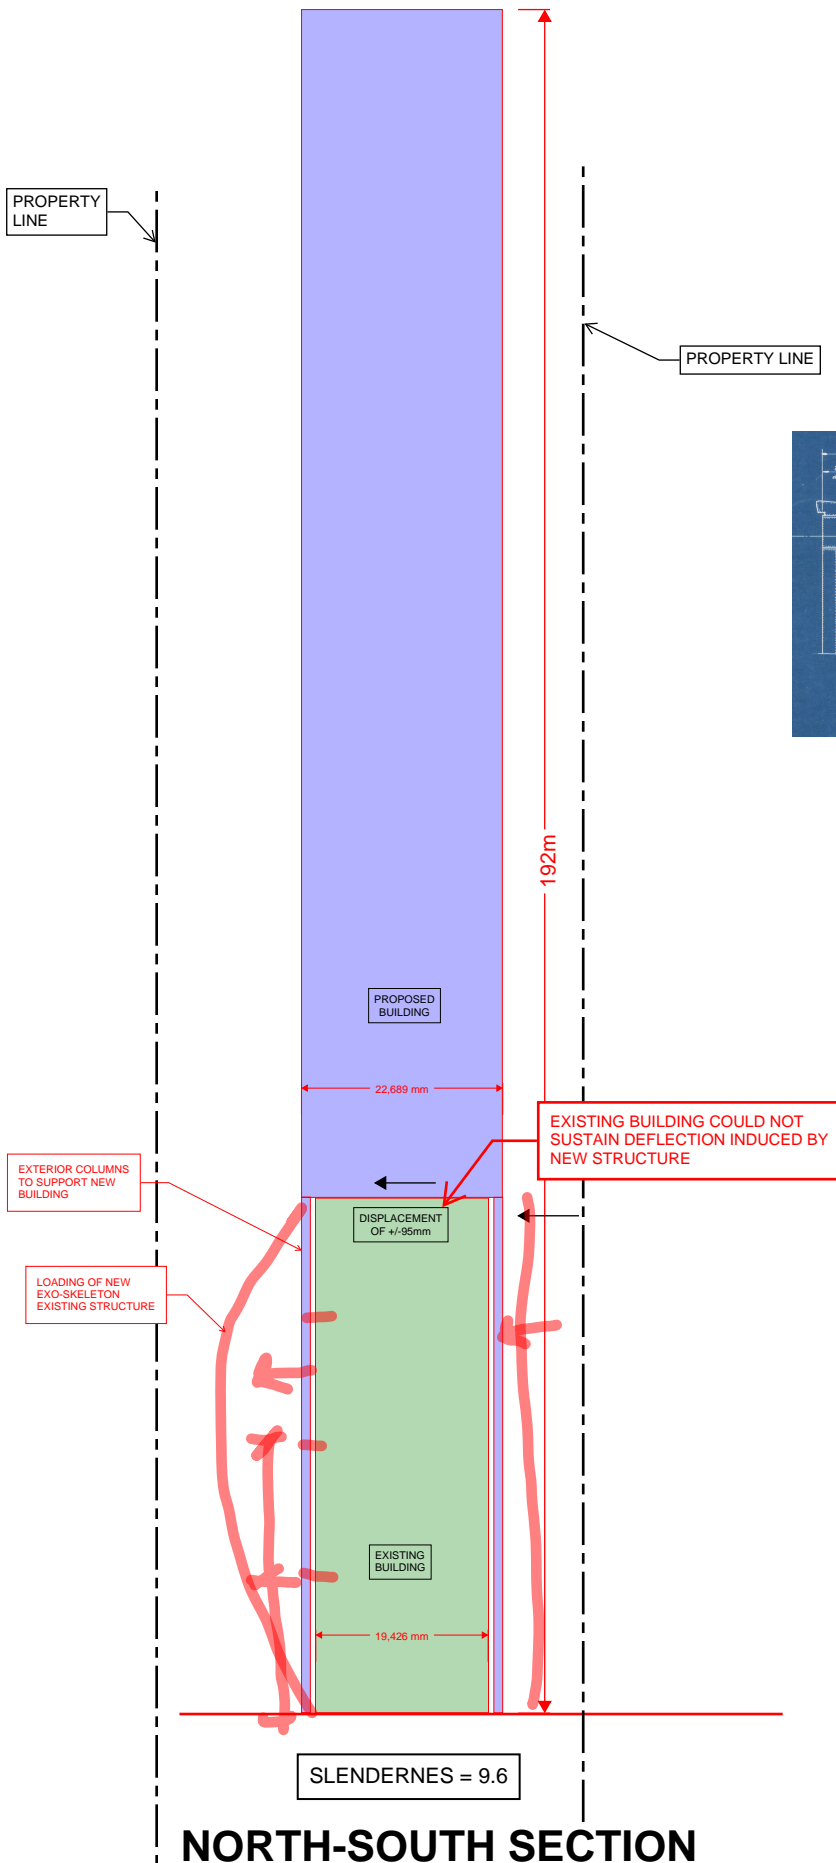 PROPERTY
LINE
PROPERTY LINE
192m
PROPOSED
BUILDING
22,689 mm
EXISTING BUILDING COULD NOT
SUSTAIN DEFLECTION INDUCED BY
NEW STRUCTURE
EXTERIOR COLUMNS
TO SUPPORT NEW
BUILDING
DISPLACEMENT
OF +/-95mm
LOADING OF NEW
EXO-SKELETON
EXISTING STRUCTURE
EXISTING
BUILDING
19,426 mm
SLENDERNES = 9.6
NORTH-SOUTH SECTION